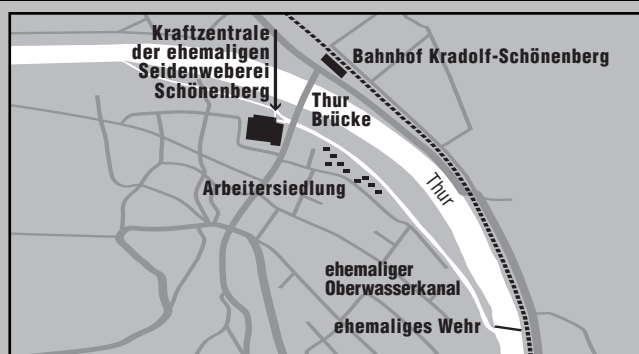 Kraftzentrale
der ehemaligen
Seidenweberei
Schönenberg
Bahnhof Kradolf-Schönenberg
Thur
Brücke
Arbeitersiedlung
Thur
ehemaliger
Oberwasserkanal
ehemaliges Wehr